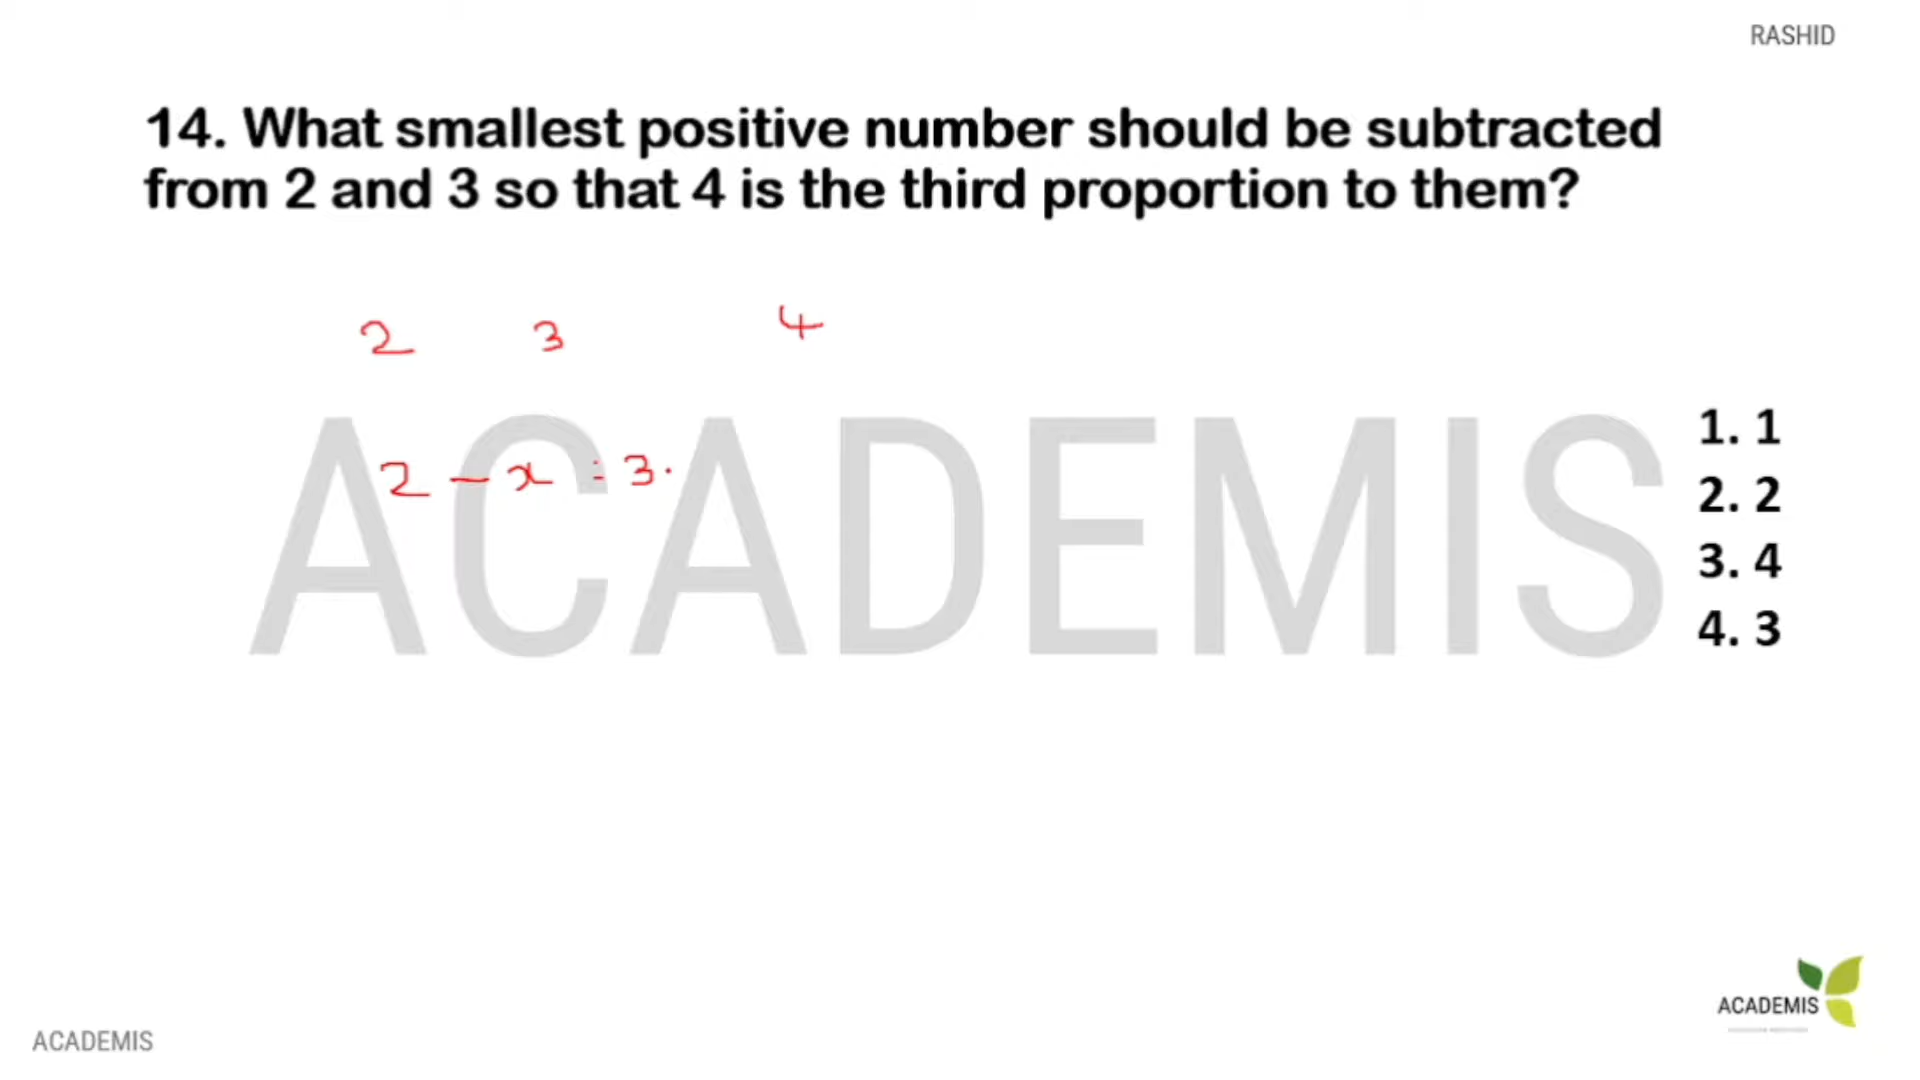 RASHID
14. What smallest positive number should be subtracted
from 2 and 3 so that 4 is the third proportion to them?
2 3 4
2 - x : 3.
ACADEMIS
1. 1
2. 2
3. 4
4. 3
ACADEMIS
ACADEMIS